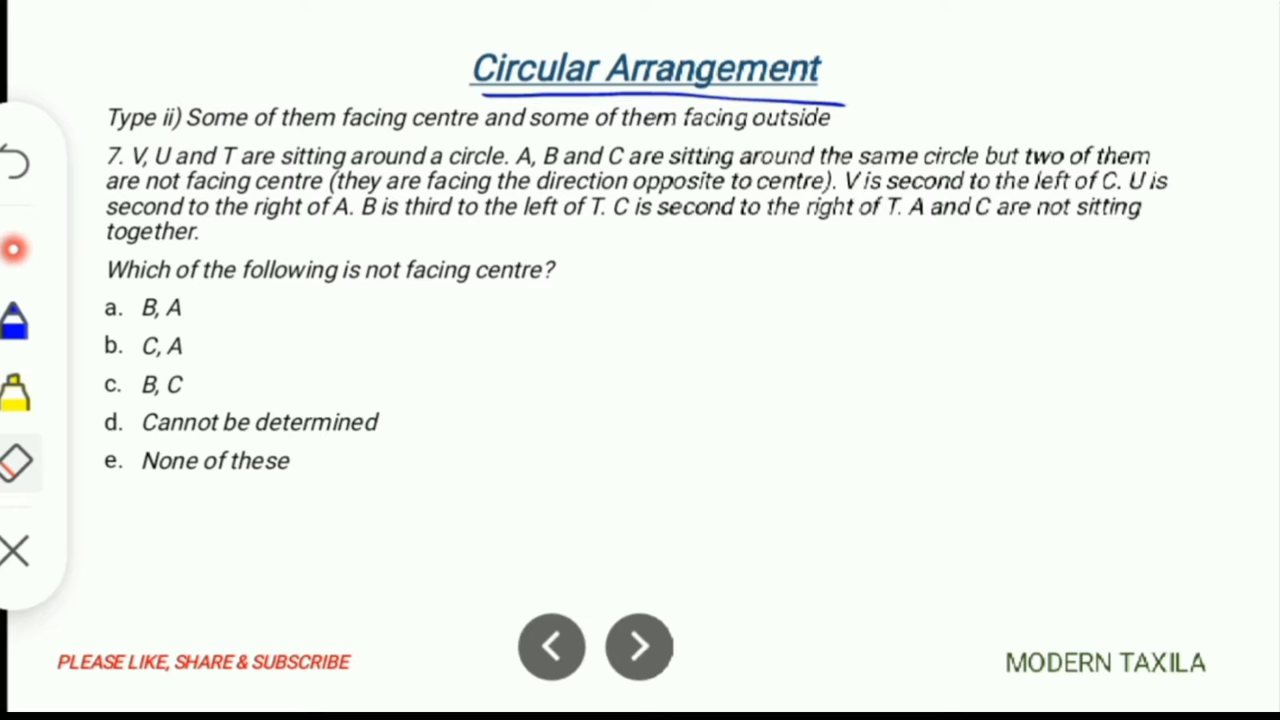 Circular Arrangement
Type ii) Some of them facing centre and some of them facing outside
7. V, U and T are sitting around a circle. A, B and C are sitting around the same circle but two of them
are not facing centre (they are facing the direction opposite to centre). V is second to the left of C. U is
second to the right of A. B is third to the left of T. C is second to the right of T. A and C are not sitting
together.
Which of the following is not facing centre?
a. B, A
b. C, A
c. B, C
d. Cannot be determined
e. None of these
PLEASE LIKE, SHARE & SUBSCRIBE
MODERN TAXILA